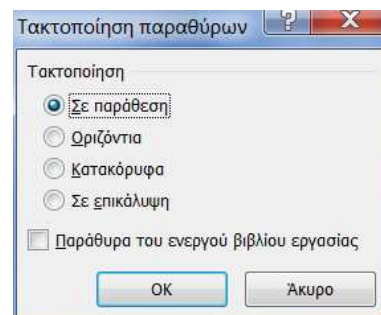 Τακτοποίηση παραθύρων
Τακτοποίηση
Σε παράθεση
Οριζόντια
Κατακόρυφα
Σε επικάλυψη
Παράθυρα του ενεργού βιβλίου εργασίας
OK Άκυρο